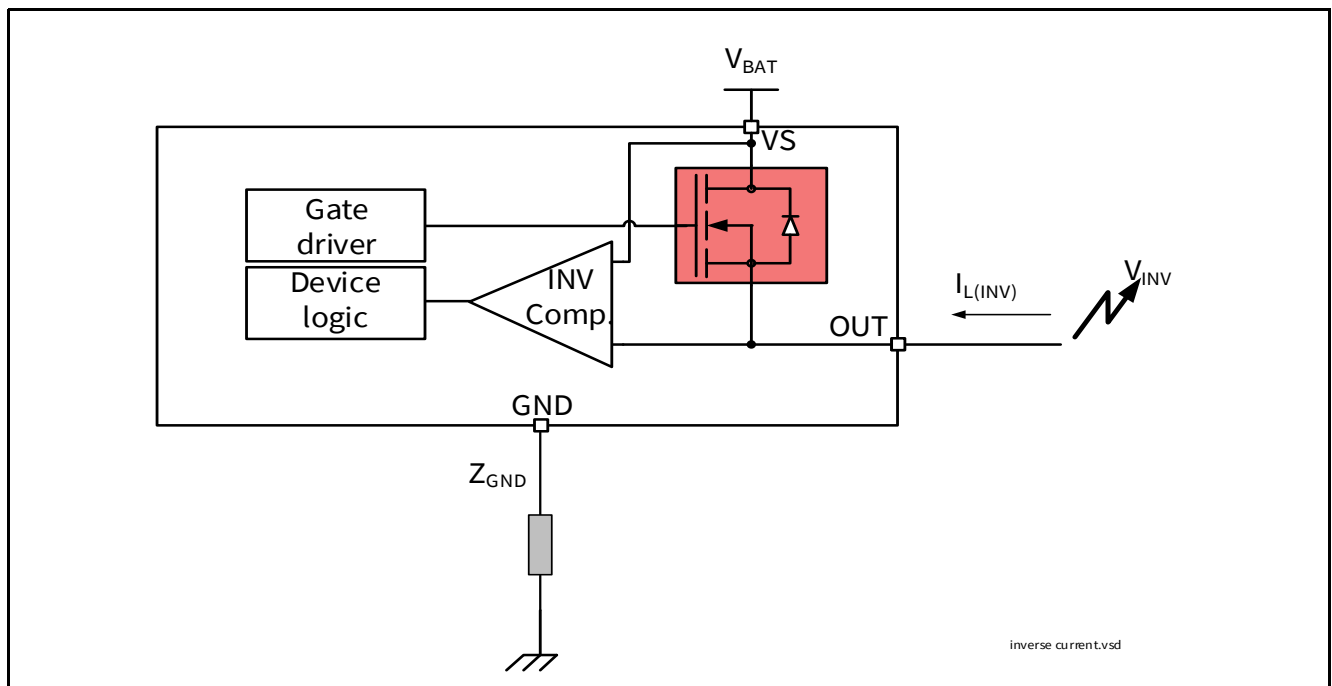 VBAT
VS
Gate
driver
Device
logic
INV
Comp.
OUT
IL(INV)
VINV
GND
ZGND
inverse current.vsd